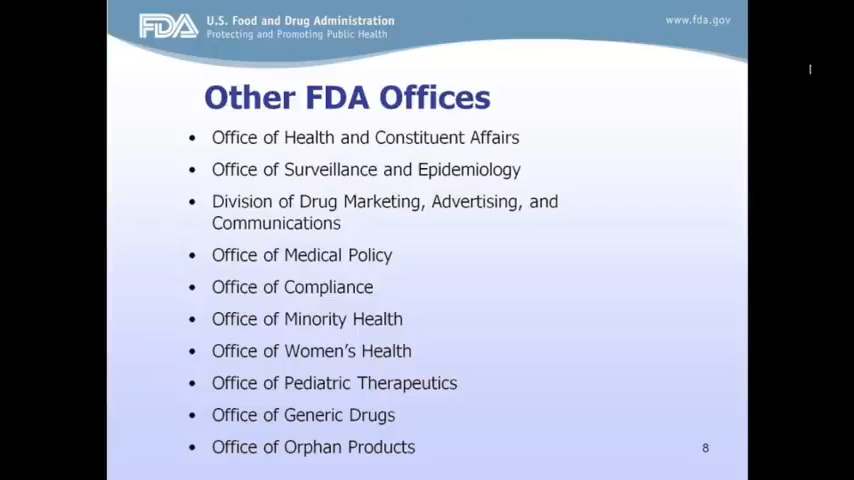 FDA
U.S. Food and Drug Administration
Protecting and Promoting Public Health
www.fda.gov
Other FDA Offices
• Office of Health and Constituent Affairs
• Office of Surveillance and Epidemiology
• Division of Drug Marketing, Advertising, and
Communications
• Office of Medical Policy
• Office of Compliance
• Office of Minority Health
• Office of Women's Health
• Office of Pediatric Therapeutics
• Office of Generic Drugs
• Office of Orphan Products
8